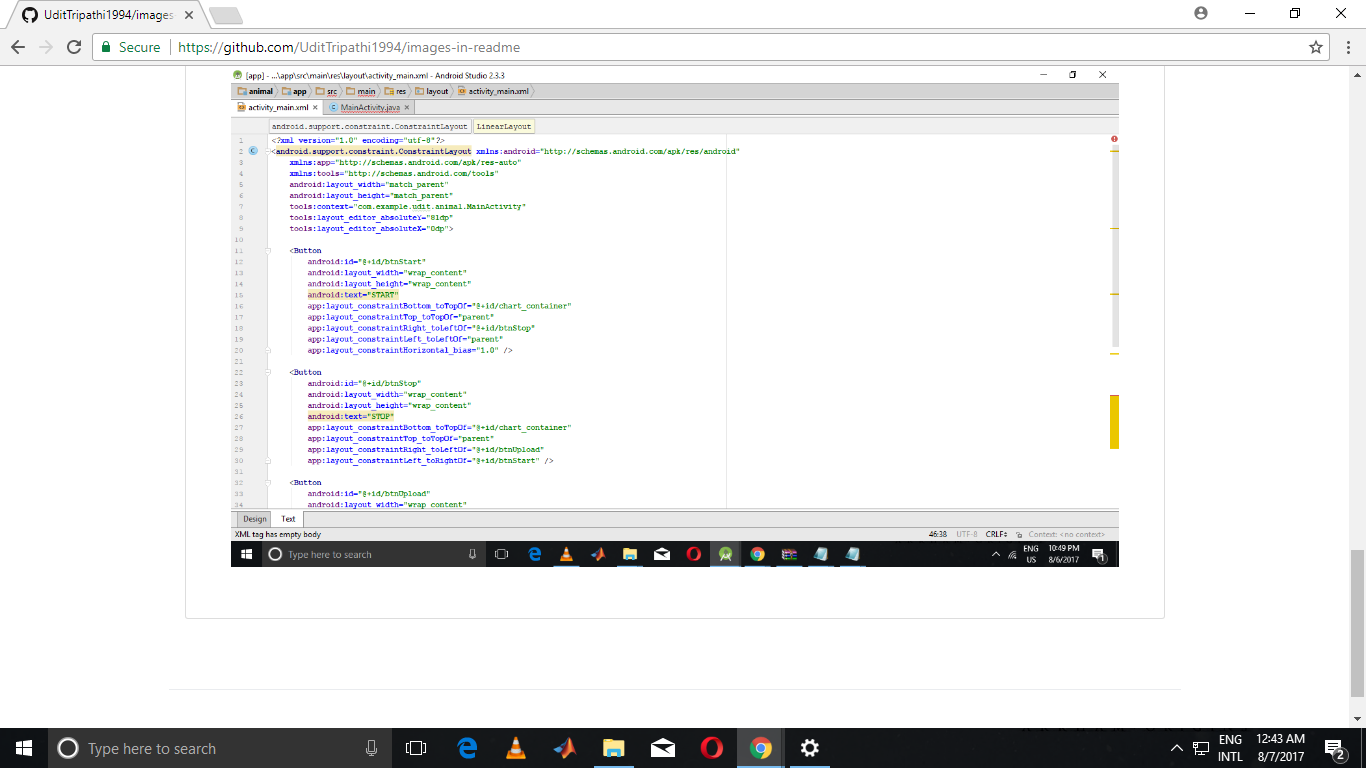 UditTripathi1994/images
Secure https://github.com/UditTripathi1994/images-in-readme
[app] - ...\app\src\main\res\layout\activity_main.xml - Android Studio 2.3.3
animal app src main res layout activity_main.xml
activity_main.xml MainActivity.java
android.support.constraint.ConstraintLayout LinearLayout
1 <?xml version="1.0" encoding="utf-8"?>
2 <android.support.constraint.ConstraintLayout xmlns:android="http://schemas.android.com/apk/res/android"
3 xmlns:app="http://schemas.android.com/apk/res-auto"
4 xmlns:tools="http://schemas.android.com/tools"
5 android:layout_width="match_parent"
6 android:layout_height="match_parent"
7 tools:context="com.example.udit.animal.MainActivity"
8 tools:layout_editor_absoluteY="81dp"
9 tools:layout_editor_absoluteX="0dp">
10
11 <Button
12 android:id="@+id/btnStart"
13 android:layout_width="wrap_content"
14 android:layout_height="wrap_content"
15 android:text="START"
16 app:layout_constraintBottom_toTopOf="@+id/chart_container"
17 app:layout_constraintTop_toTopOf="parent"
18 app:layout_constraintRight_toLeftOf="@+id/btnStop"
19 app:layout_constraintLeft_toLeftOf="parent"
20 app:layout_constraintHorizontal_bias="1.0" />
21
22 <Button
23 android:id="@+id/btnStop"
24 android:layout_width="wrap_content"
25 android:layout_height="wrap_content"
26 android:text="STOP"
27 app:layout_constraintBottom_toTopOf="@+id/chart_container"
28 app:layout_constraintTop_toTopOf="parent"
29 app:layout_constraintRight_toLeftOf="@+id/btnUpload"
30 app:layout_constraintLeft_toRightOf="@+id/btnStart" />
31
32 <Button
33 android:id="@+id/btnUpload"
34 android:layout_width="wrap_content"
Design Text
XML tag has empty body 46:38 UTF-8 CRLF Context: <no context>
Type here to search ENG 10:49 PM
US 8/6/2017 1
Type here to search ENG 12:43 AM
INTL 8/7/2017 2